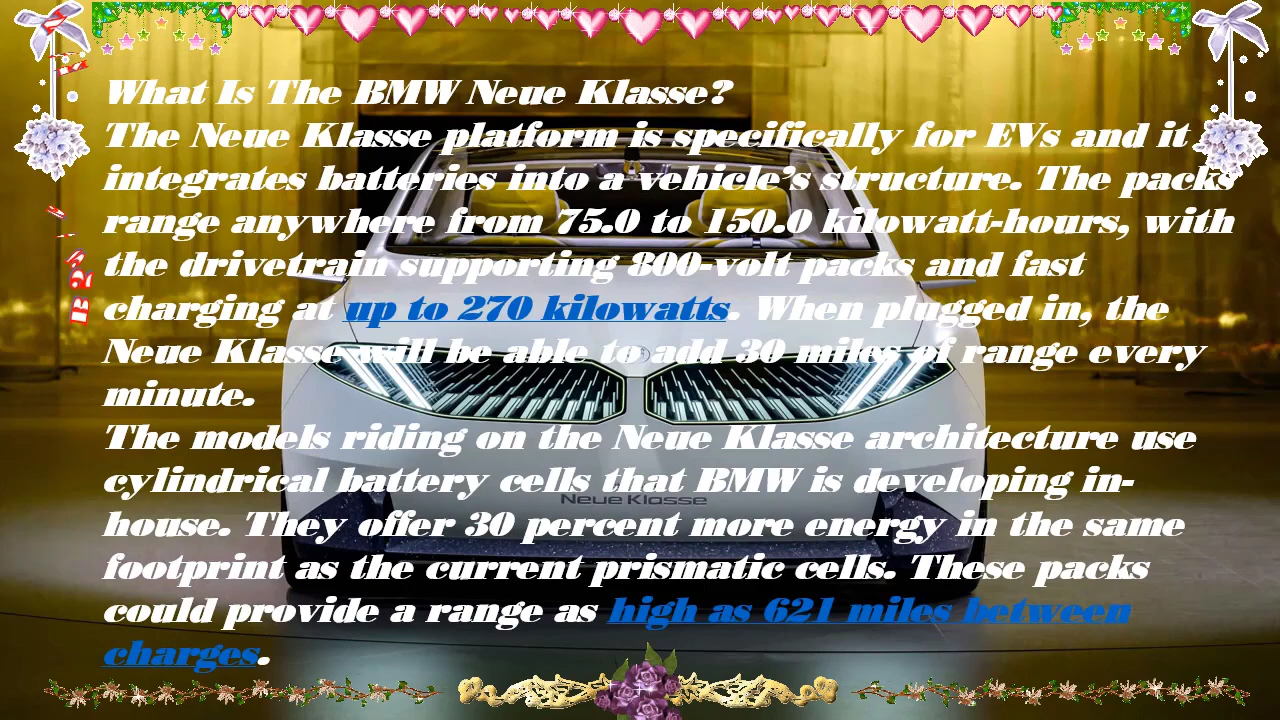 What Is The BMW Neue Klasse?
The Neue Klasse platform is specifically for EVs and it
integrates batteries into a vehicle's structure. The packs
range anywhere from 75.0 to 150.0 kilowatt-hours, with
the drivetrain supporting 800-volt packs and fast
charging at up to 270 kilowatts. When plugged in, the
Neue Klasse will be able to add 30 miles of range every
minute.
The models riding on the Neue Klasse architecture use
cylindrical battery cells that BMW is developing in-
house. They offer 30 percent more energy in the same
footprint as the current prismatic cells. These packs
could provide a range as high as 621 miles between
charges.
Neue Klasse